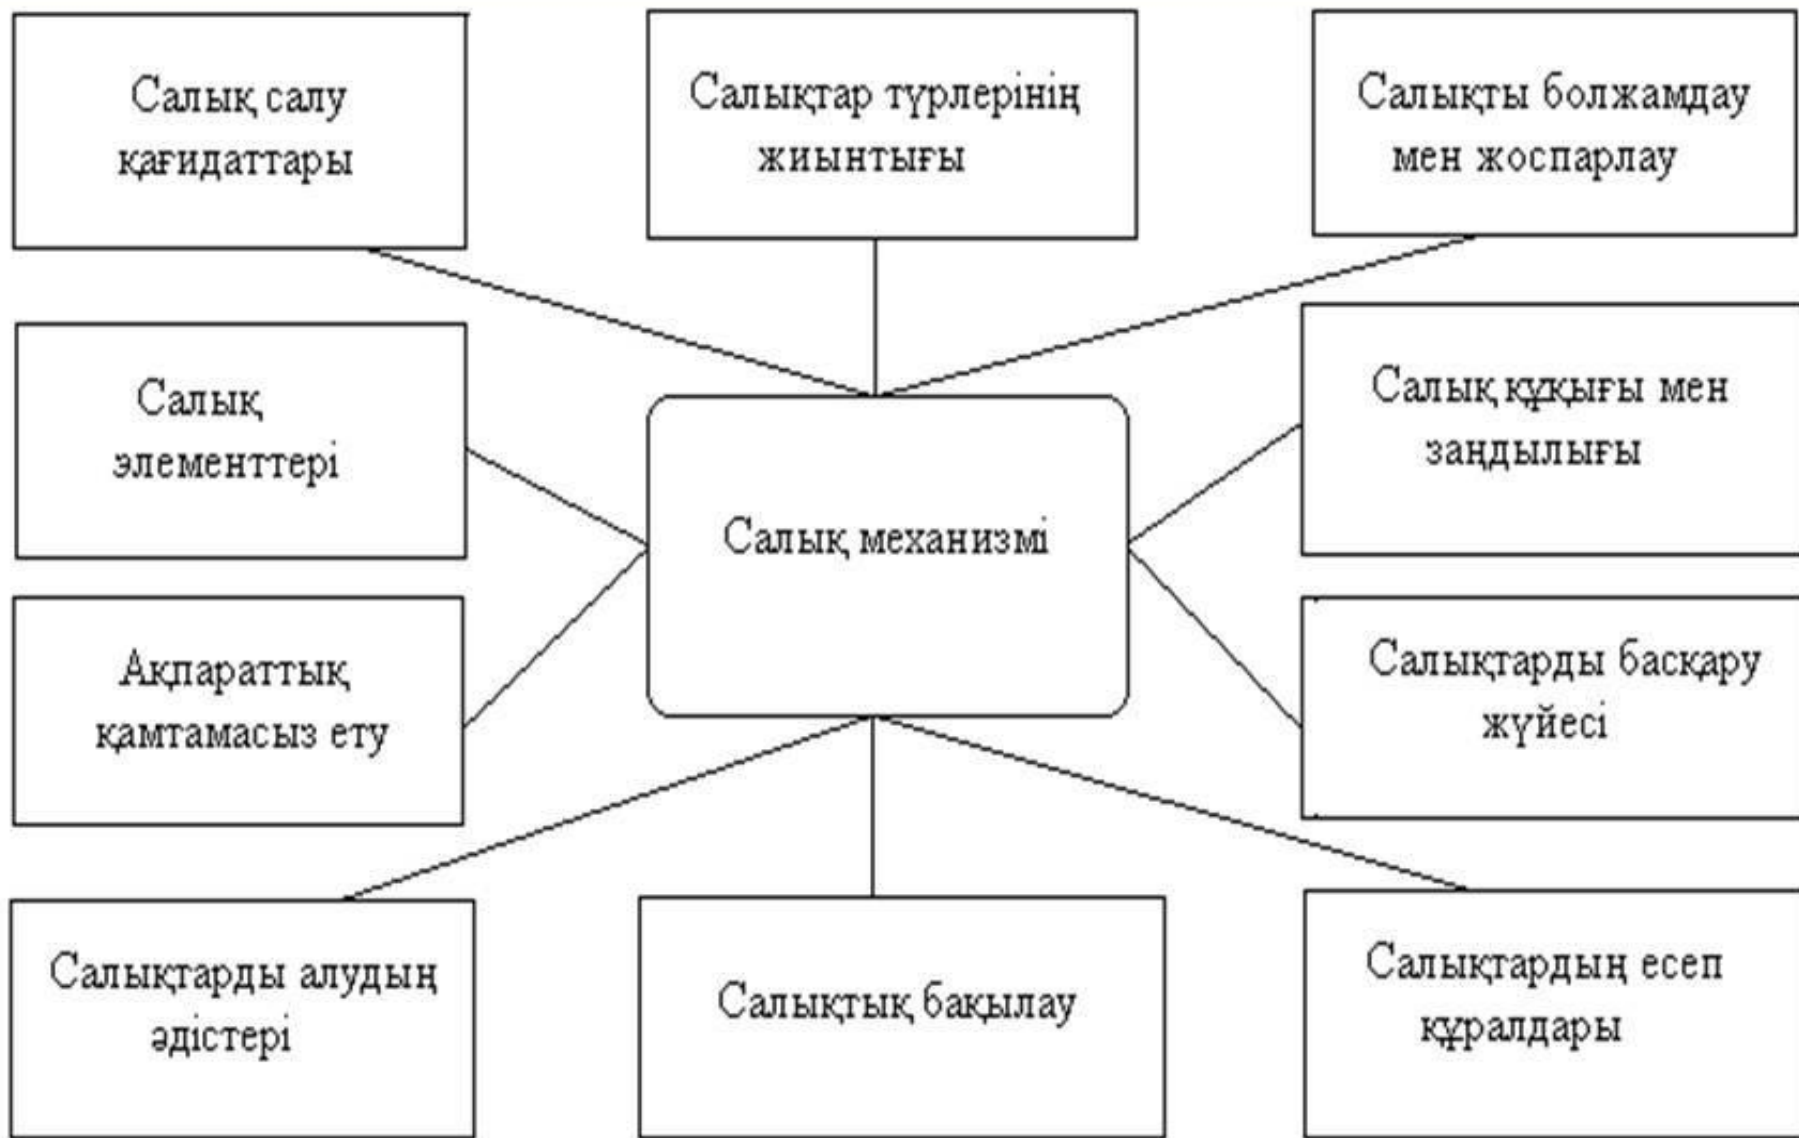 Салық салу
қағидаттары
Салықтар түрлерінің
жиынтығы
Салықты болжамдау
мен жоспарлау
Салық
элементтері
Салық құқығы мен
заңдылығы
Салық механизмі
Ақпараттық
қамтамасыз ету
Салықтарды басқару
жүйесі
Салықтарды алудың
әдістері
Салықтық бақылау
Салықтардың есеп
құралдары